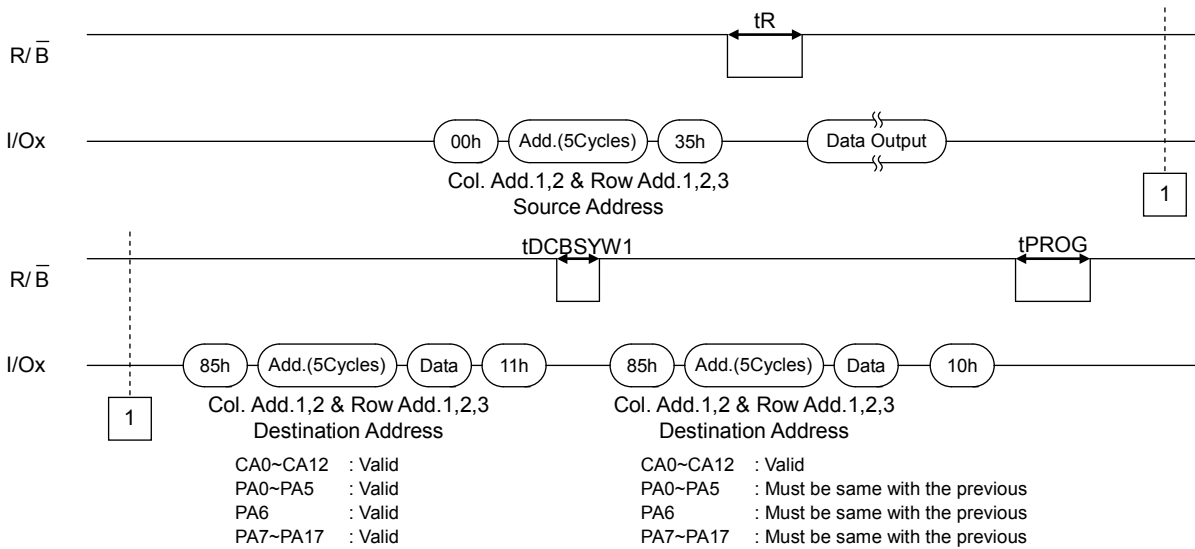 tR
R/B̅
I/Ox
00h Add.(5Cycles) 35h Data Output
Col. Add.1,2 & Row Add.1,2,3
Source Address
1
tDCBSYW1 tPROG
R/B̅
I/Ox
85h Add.(5Cycles) Data 11h 85h Add.(5Cycles) Data 10h
1
Col. Add.1,2 & Row Add.1,2,3
Destination Address
CA0~CA12 : Valid
PA0~PA5 : Valid
PA6 : Valid
PA7~PA17 : Valid
Col. Add.1,2 & Row Add.1,2,3
Destination Address
CA0~CA12 : Valid
PA0~PA5 : Must be same with the previous
PA6 : Must be same with the previous
PA7~PA17 : Must be same with the previous